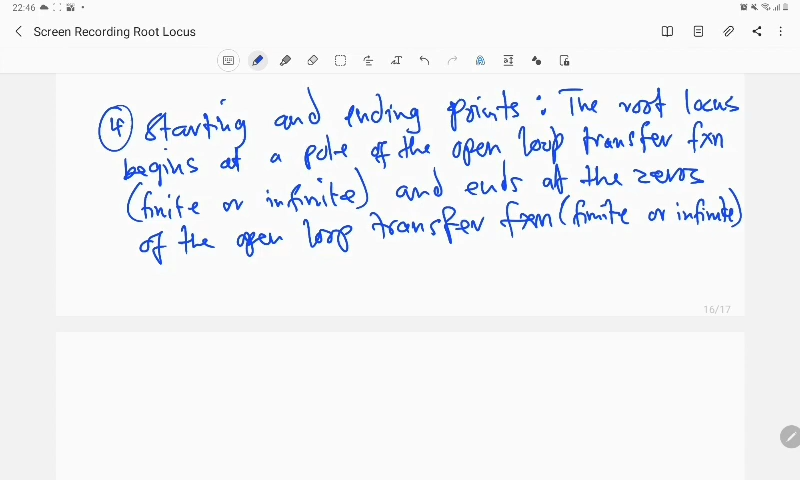 22:46
Screen Recording Root Locus
④ Starting and ending points: The root locus
begins at a pole of the open loop transfer fxn
(finite or infinite) and ends at the zeros
of the open loop transfer fxn (finite or infinite)
16/17